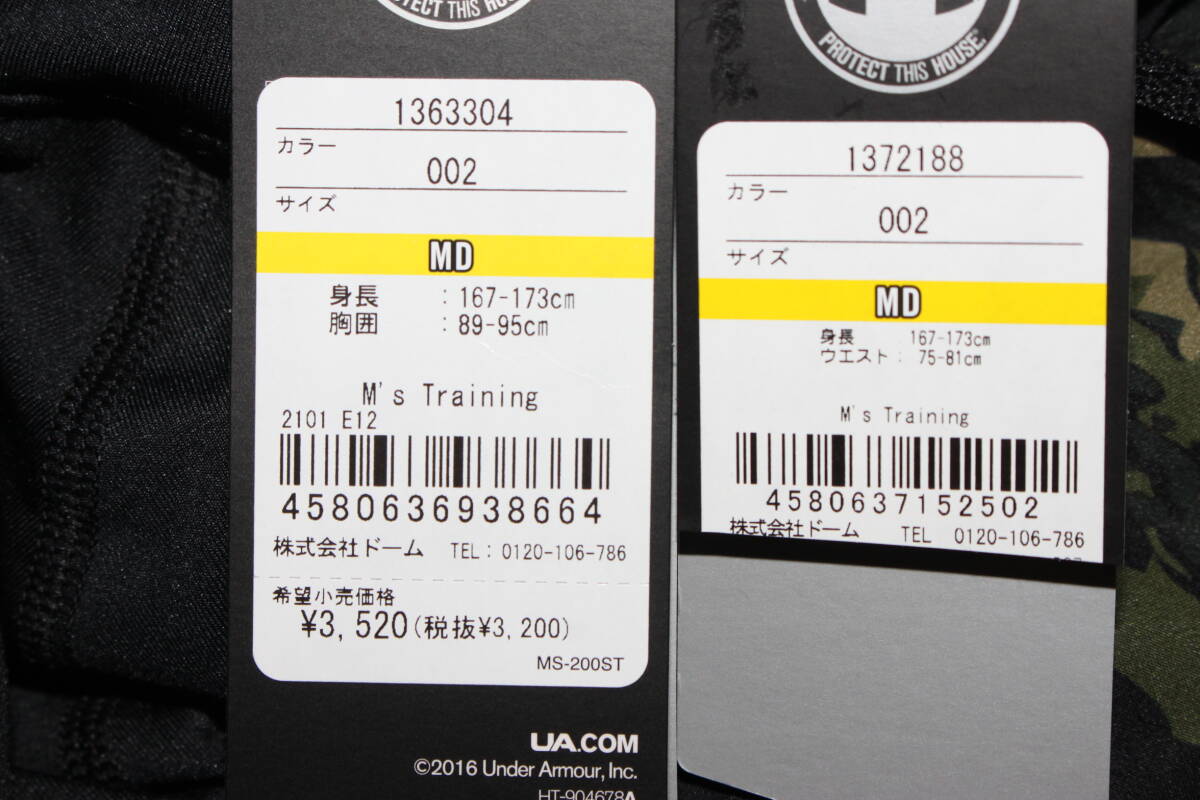 PROTECT THIS HOUSE
1363304
カラー
002
サイズ
MD
身長 : 167-173cm
胸囲 : 89-95cm
M's Training
2101 E12
4580636938664
株式会社ドーム TEL: 0120-106-786
希望小売価格
¥3,520(税抜¥3,200)
MS-200ST
UA.COM
©2016 Under Armour, Inc.
HT-904678A
PROTECT THIS HOUSE.
1372188
カラー
002
サイズ
MD
身長 167-173cm
ウエスト: 75-81cm
M's Training
4580637152502
株式会社ドーム TEL 0120-106-786